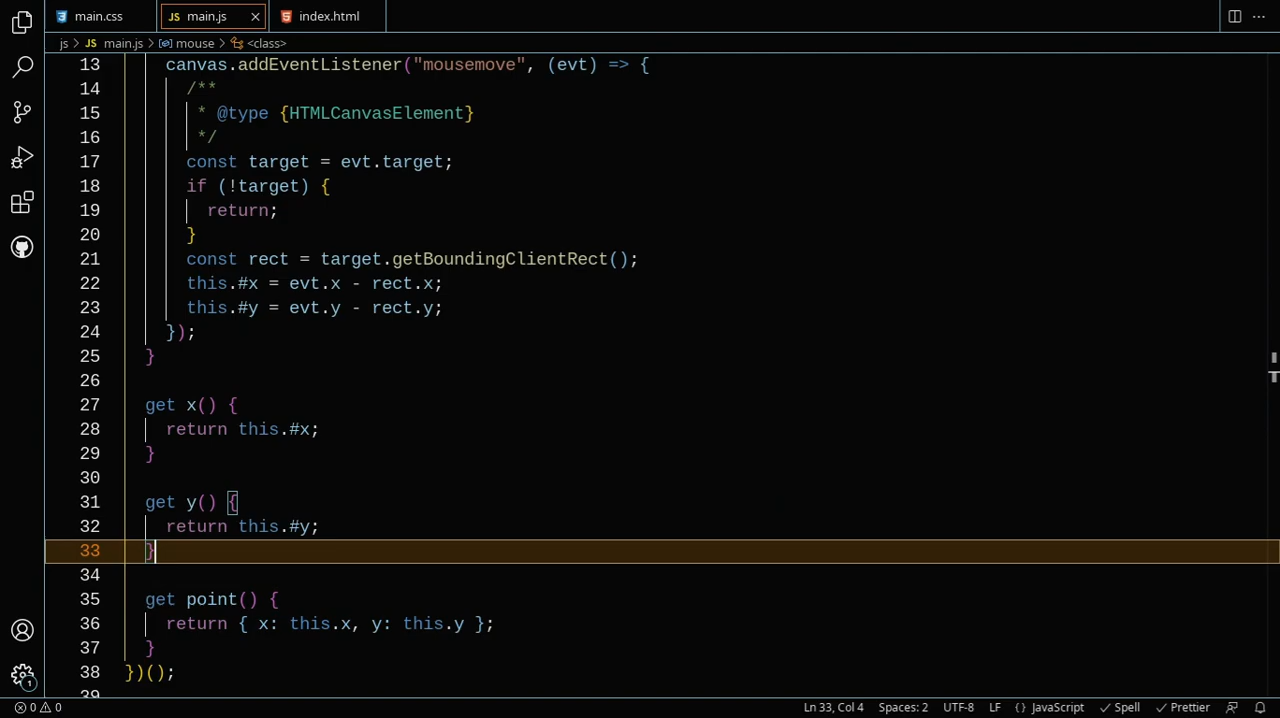 main.css
JS main.js
index.html
js > JS main.js > mouse > <class>
13 canvas.addEventListener("mousemove", (evt) => {
14 /**
15 * @type {HTMLCanvasElement}
16 */
17 const target = evt.target;
18 if (!target) {
19 return;
20 }
21 const rect = target.getBoundingClientRect();
22 this.#x = evt.x - rect.x;
23 this.#y = evt.y - rect.y;
24 });
25 }
26
27 get x() {
28 return this.#x;
29 }
30
31 get y() {
32 return this.#y;
33 }
34
35 get point() {
36 return { x: this.x, y: this.y };
37 }
38 })();
39
1
0 0 Ln 33, Col 4 Spaces: 2 UTF-8 LF {} JavaScript Spell Prettier